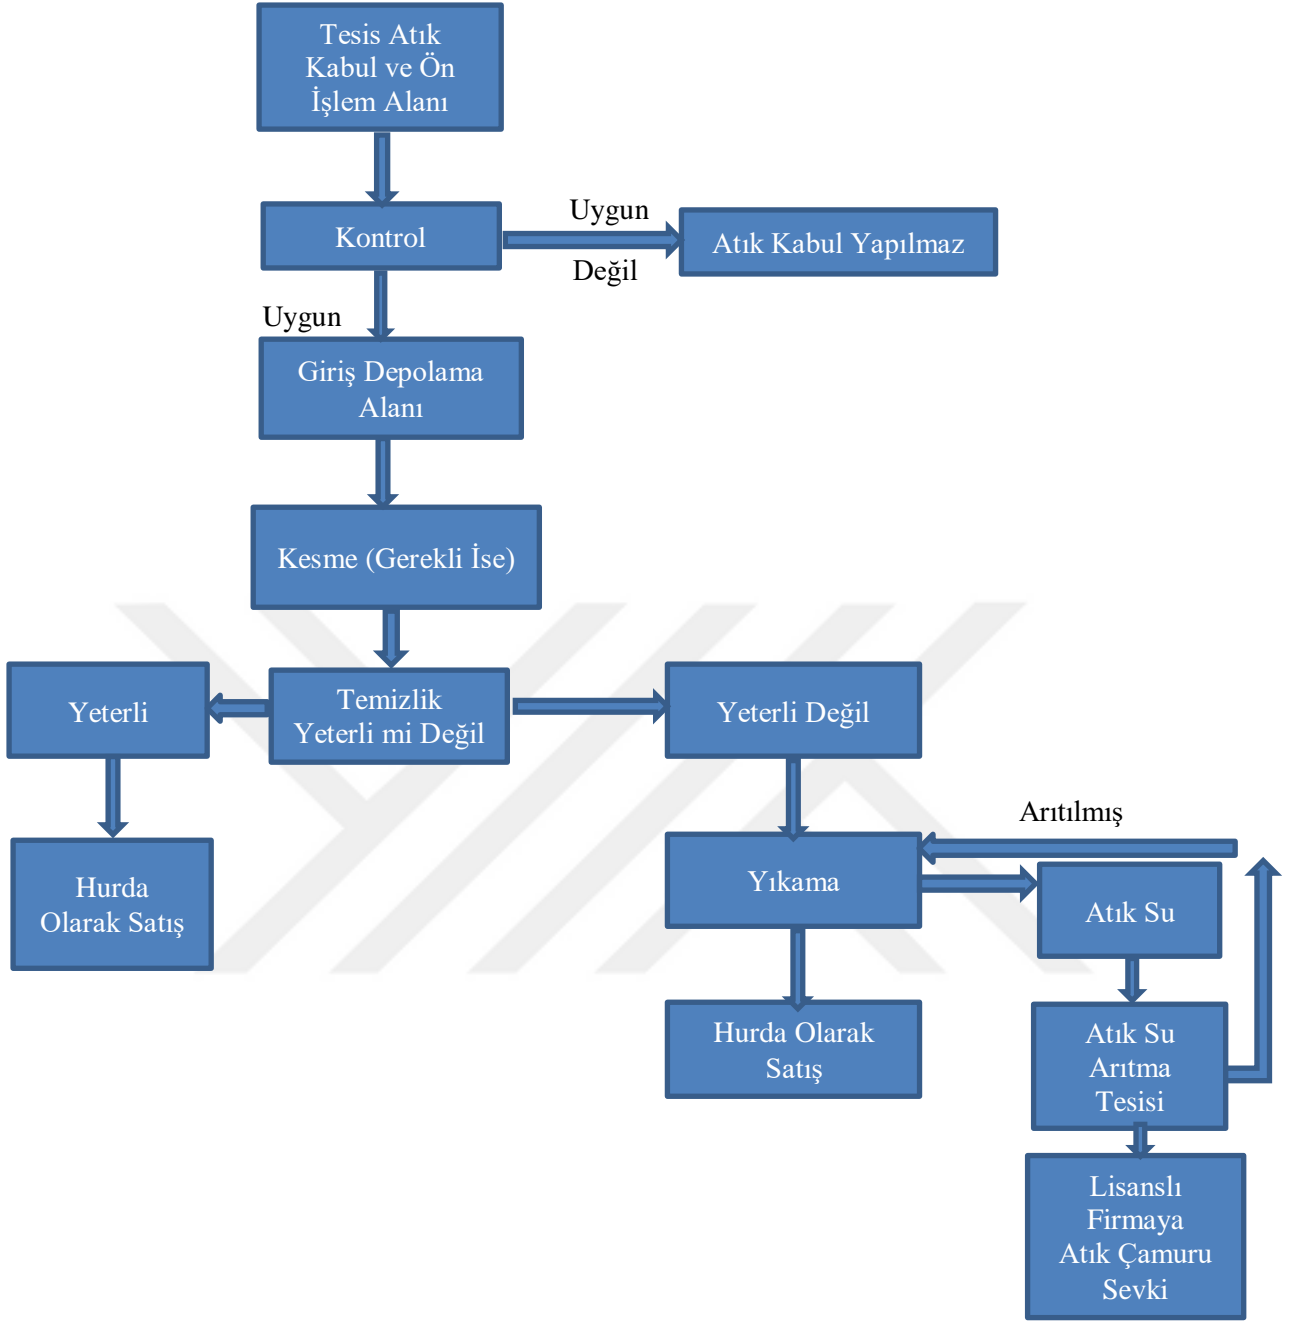 Tesis Atık
Kabul ve Ön
İşlem Alanı
Kontrol
Uygun
Değil
Atık Kabul Yapılmaz
Uygun
Giriş Depolama
Alanı
Kesme (Gerekli İse)
Yeterli
Temizlik
Yeterli mi Değil
Yeterli Değil
Hurda
Olarak Satış
Yıkama
Arıtılmış
Atık Su
Hurda Olarak
Satış
Atık Su
Arıtma
Tesisi
Lisanslı
Firmaya
Atık Çamuru
Sevki